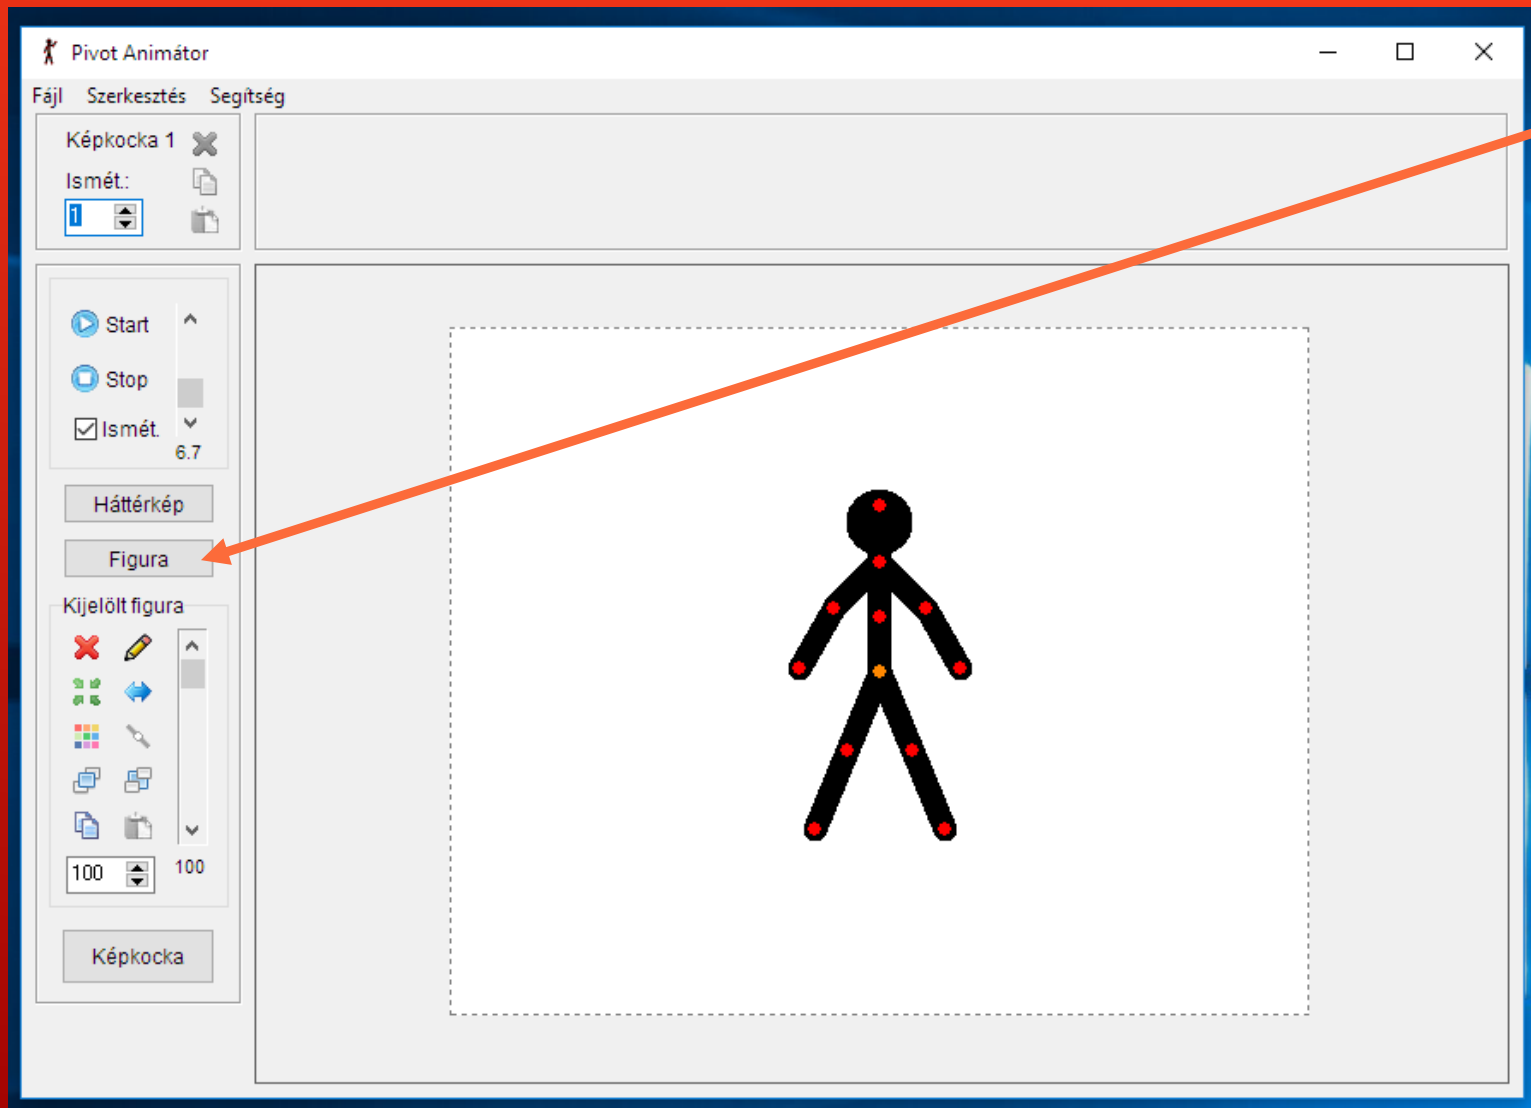 Pivot Animátor
Fájl Szerkesztés Segítség
Képkocka 1
Ismét.:
1
Start
Stop
Ismét.
6.7
Háttérkép
Figura
Kijelölt figura
100
100
Képkocka